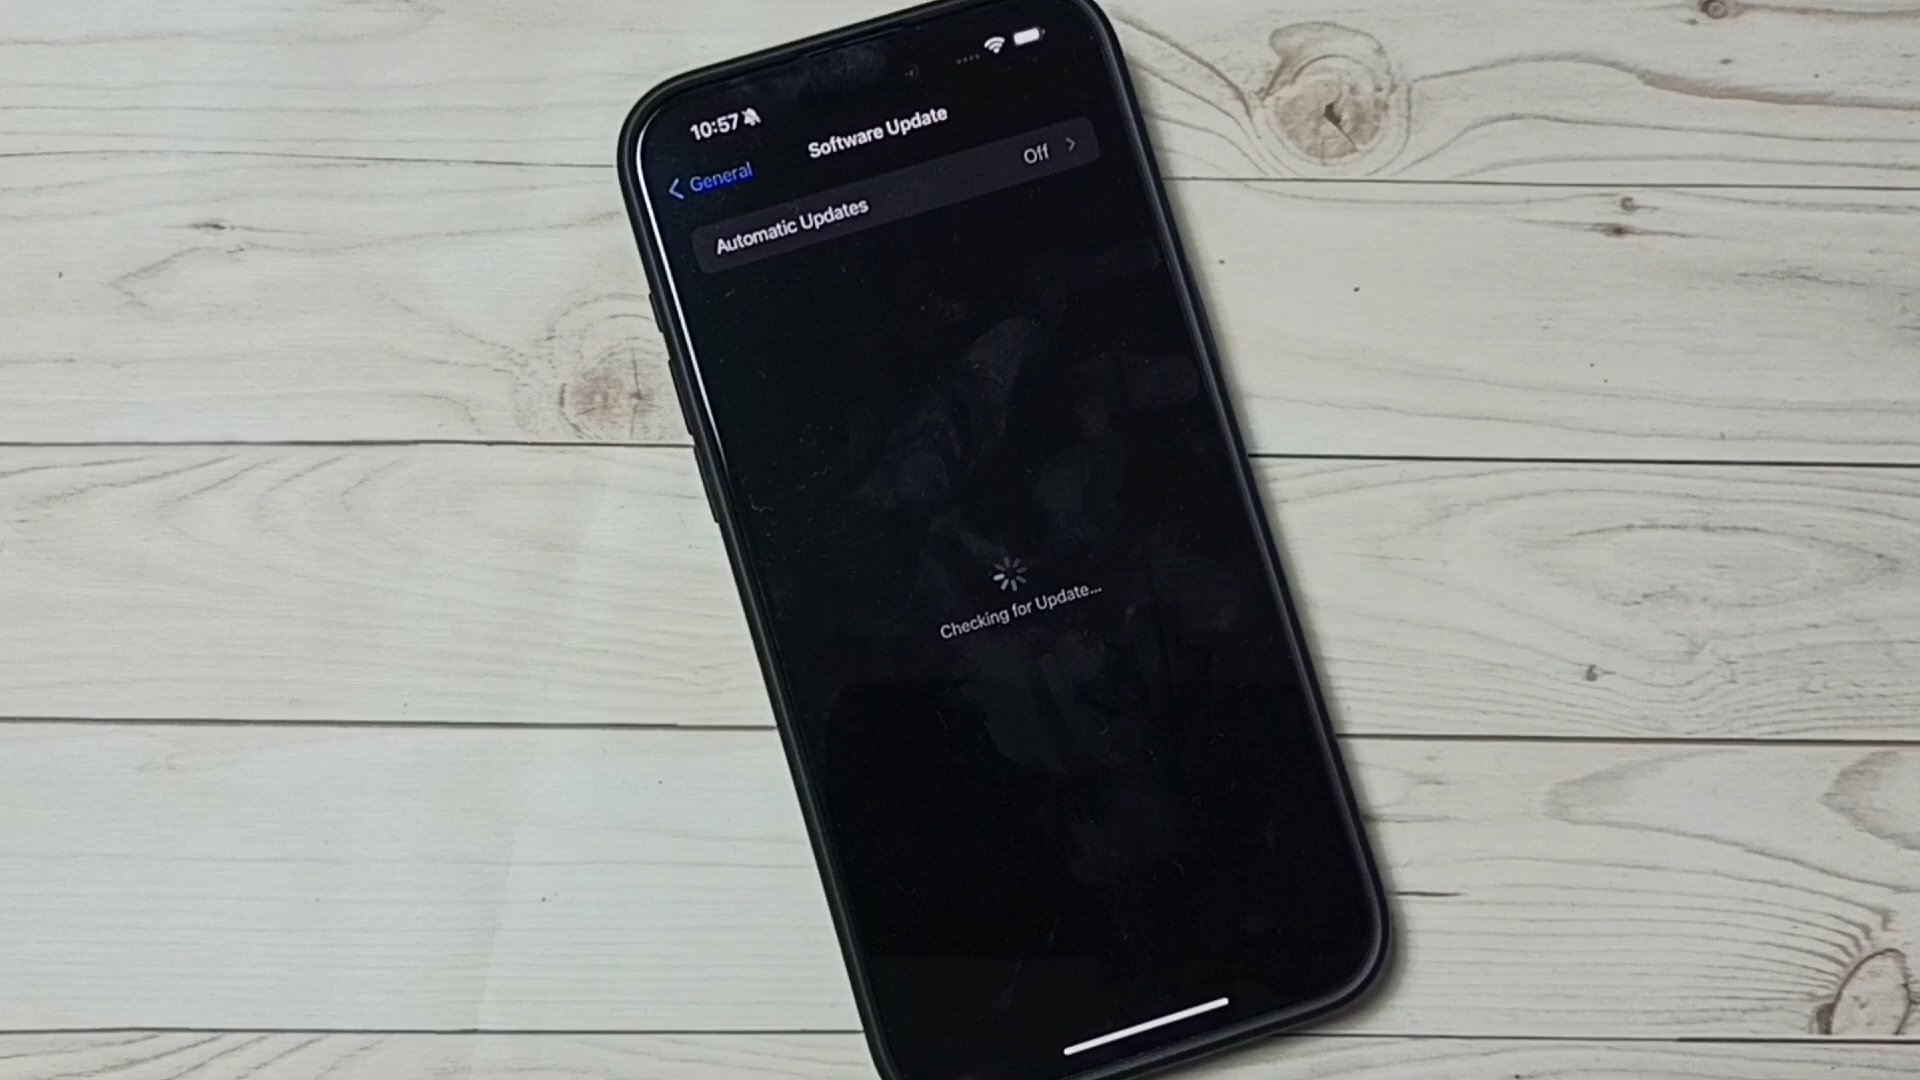 10:57
General
Software Update
Automatic Updates
Off
Checking for Update...